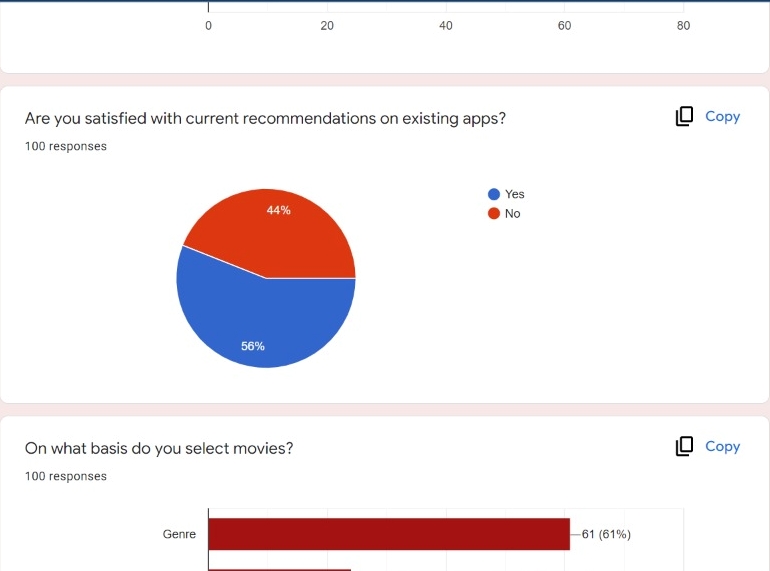 0 20 40 60 80
Are you satisfied with current recommendations on existing apps?
Copy
100 responses
Yes
No
44%
56%
On what basis do you select movies?
Copy
100 responses
Genre
61 (61%)